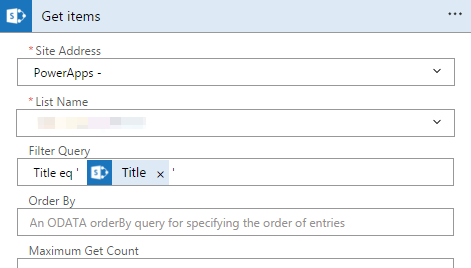 Get items
* Site Address
PowerApps -
* List Name
Filter Query
Title eq ' Title × '
Order By
An ODATA orderBy query for specifying the order of entries
Maximum Get Count